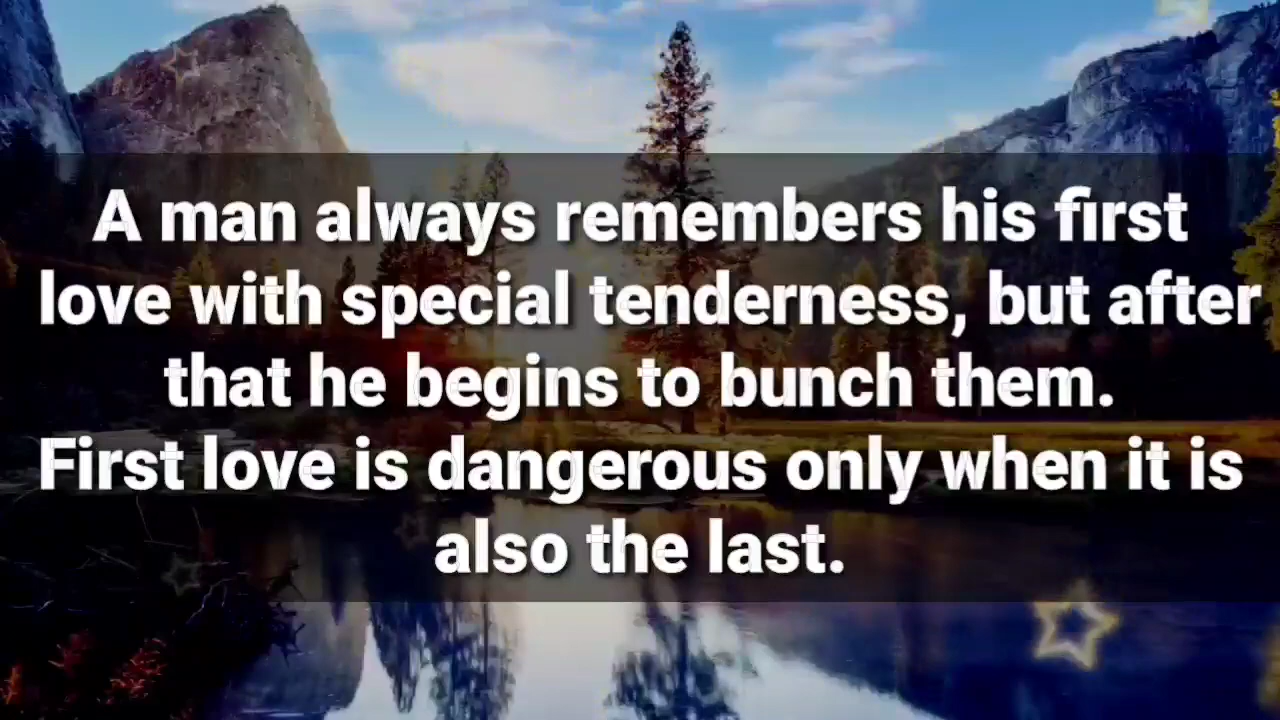 A man always remembers his first
love with special tenderness, but after
that he begins to bunch them.
First love is dangerous only when it is
also the last.